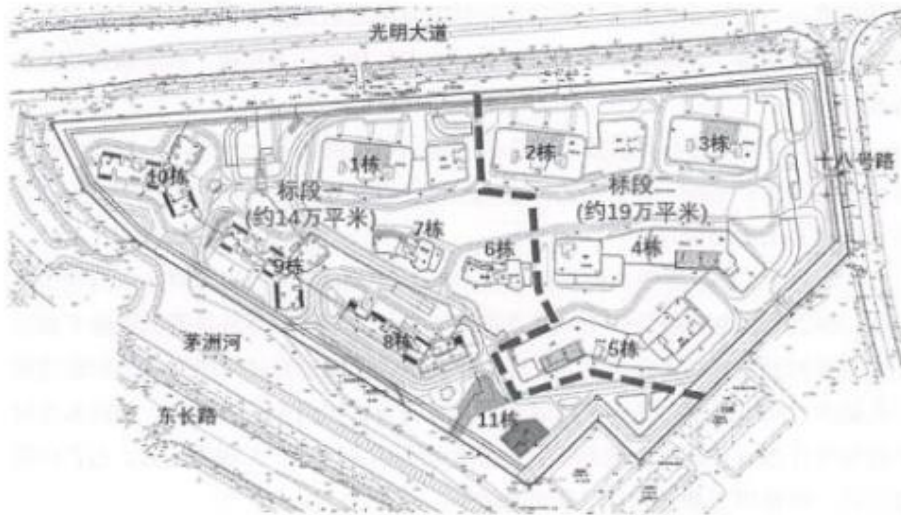 光明大道
十八号路
1栋
2栋
3栋
10栋
标段一
(约14万平米)
标段二
(约19万平米)
7栋
6栋
4栋
9栋
8栋
5栋
茅洲河
东长路
11栋